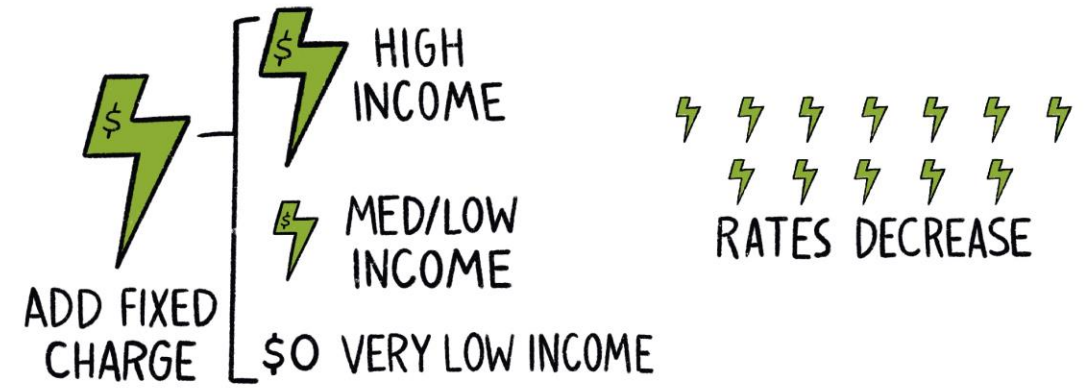 $
HIGH
INCOME
$
ADD FIXED
CHARGE
$
MED/LOW
INCOME
$0 VERY LOW INCOME
RATES DECREASE